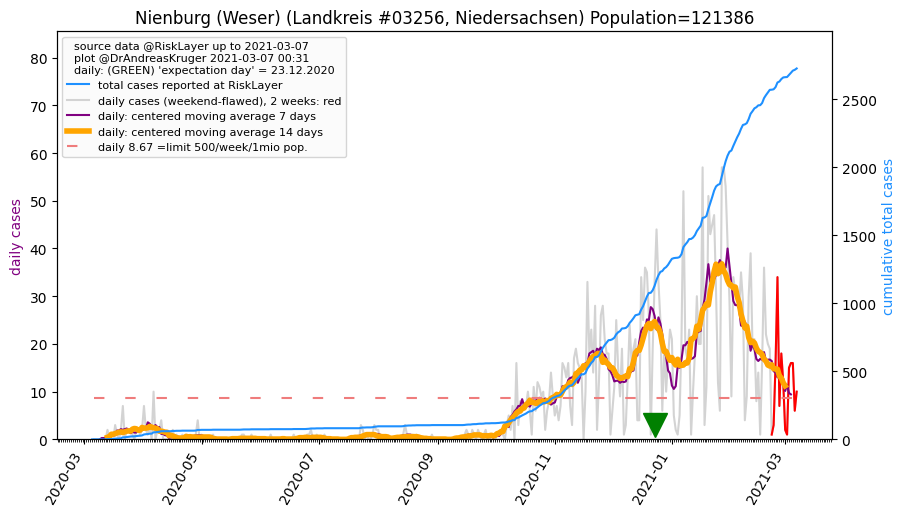 Nienburg (Weser) (Landkreis #03256, Niedersachsen) Population=121386
source data @RiskLayer up to 2021-03-07
plot @DrAndreasKruger 2021-03-07 00:31
daily: (GREEN) 'expectation day' = 23.12.2020
total cases reported at RiskLayer
daily cases (weekend-flawed), 2 weeks: red
daily: centered moving average 7 days
daily: centered moving average 14 days
daily 8.67 =limit 500/week/1mio pop.
daily cases
80
70
60
50
40
30
20
10
0
cumulative total cases
2500
2000
1500
1000
500
0
2020-03
2020-05
2020-07
2020-09
2020-11
2021-01
2021-03